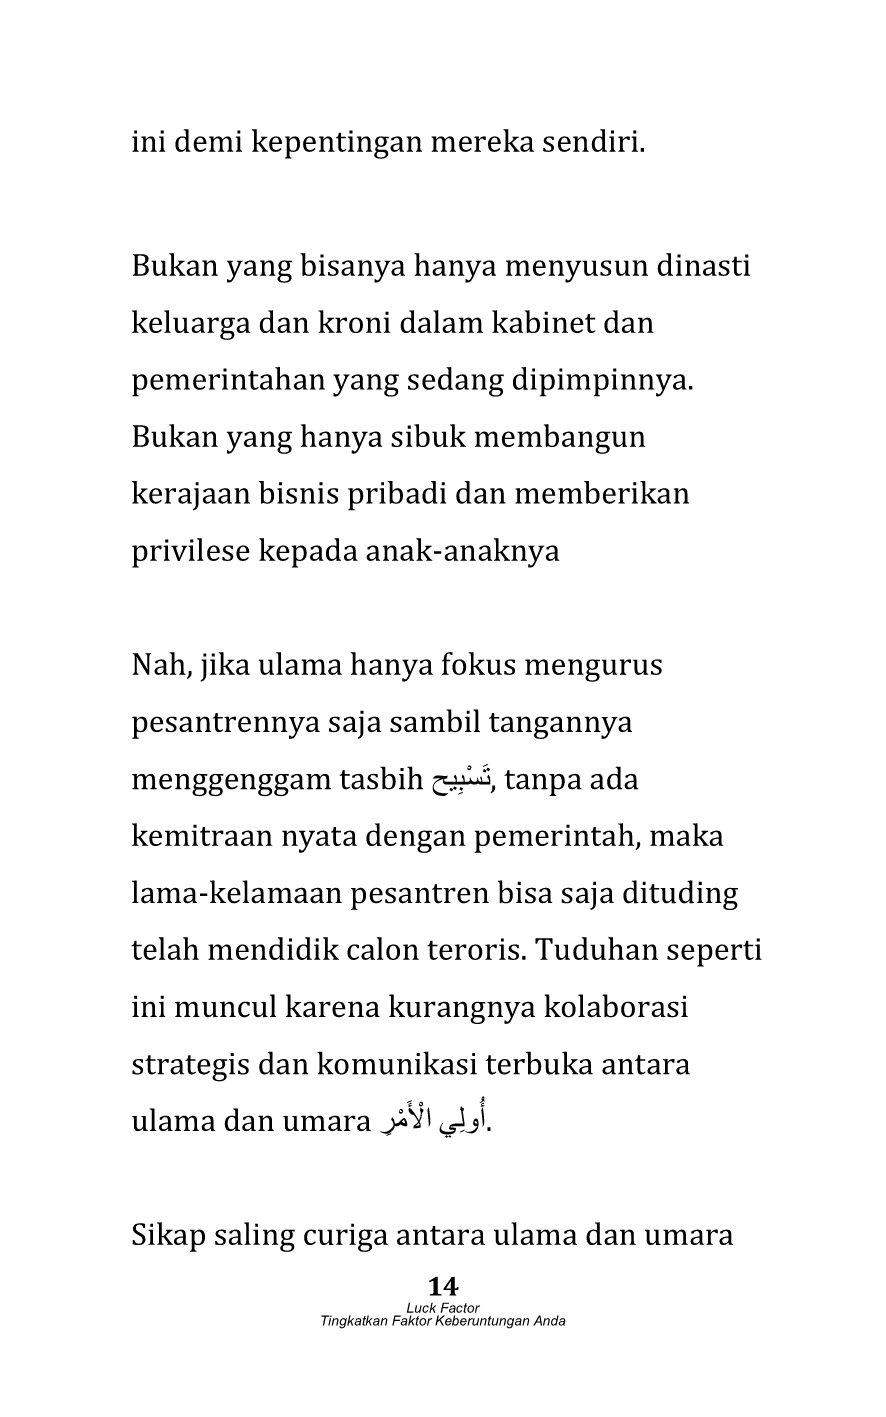 ini demi kepentingan mereka sendiri.
Bukan yang bisanya hanya menyusun dinasti
keluarga dan kroni dalam kabinet dan
pemerintahan yang sedang dipimpinnya.
Bukan yang hanya sibuk membangun
kerajaan bisnis pribadi dan memberikan
privilese kepada anak-anaknya
Nah, jika ulama hanya fokus mengurus
pesantrennya saja sambil tangannya
menggenggam tasbih تَسْبِيح, tanpa ada
kemitraan nyata dengan pemerintah, maka
lama-kelamaan pesantren bisa saja dituding
telah mendidik calon teroris. Tuduhan seperti
ini muncul karena kurangnya kolaborasi
strategis dan komunikasi terbuka antara
ulama dan umara أُولِي الْأَمْرِ.
Sikap saling curiga antara ulama dan umara
14
Luck Factor
Tingkatkan Faktor Keberuntungan Anda